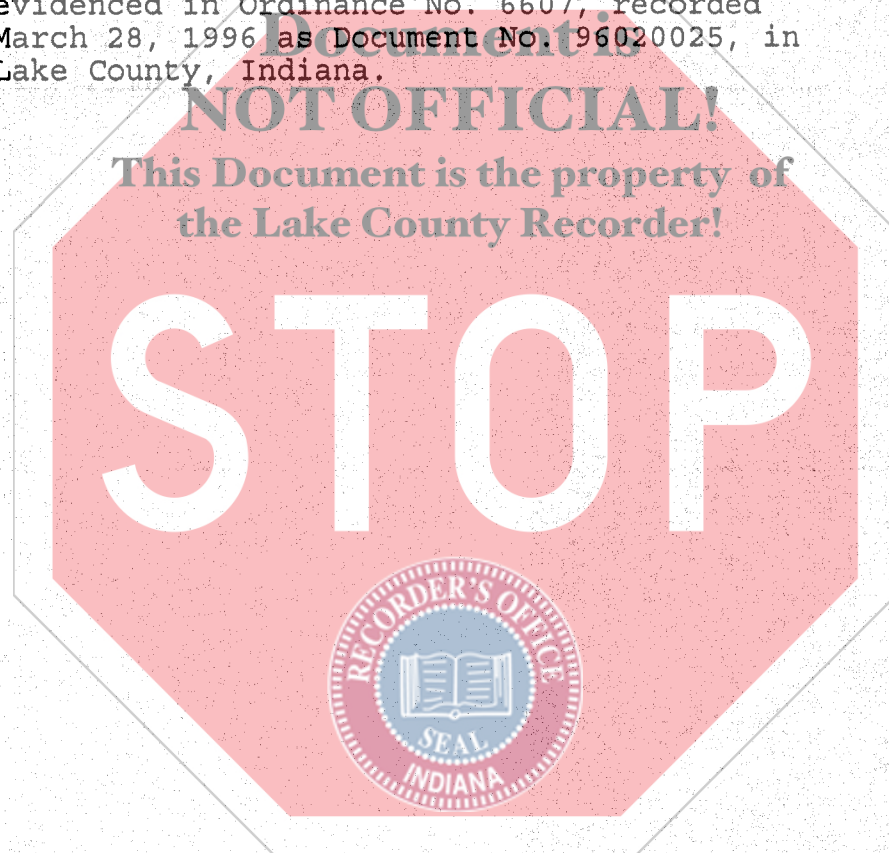 evidenced in Ordinance No. 6607, recorded
March 28, 1996 as Document No. 96020025, in
Lake County, Indiana.
Document is
NOT OFFICIAL!
This Document is the property of
the Lake County Recorder!
STOP
RECORDER'S OFFICE
SEAL
INDIANA